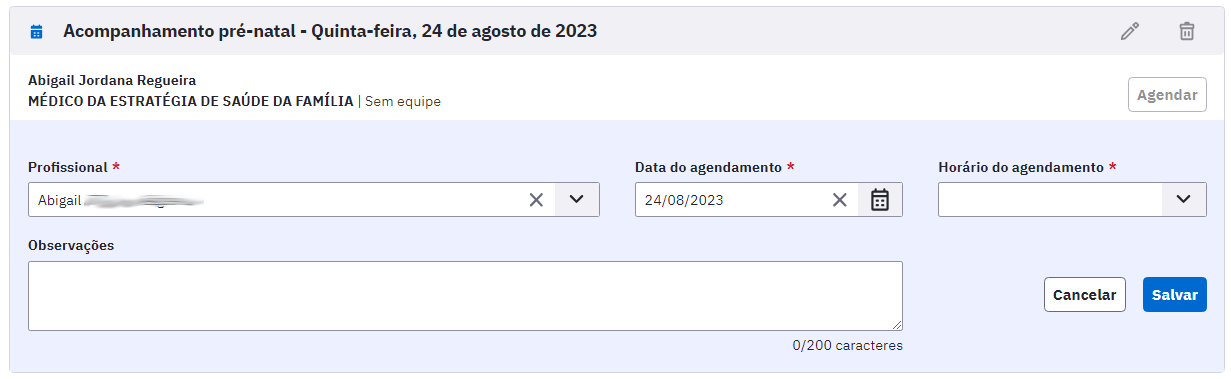 Acompanhamento pré-natal - Quinta-feira, 24 de agosto de 2023
Abigail Jordana Regueira
MÉDICO DA ESTRATÉGIA DE SAÚDE DA FAMÍLIA | Sem equipe
Agendar
Profissional *
Data do agendamento *
Horário do agendamento *
Abigail
24/08/2023
Observações
Cancelar
Salvar
0/200 caracteres